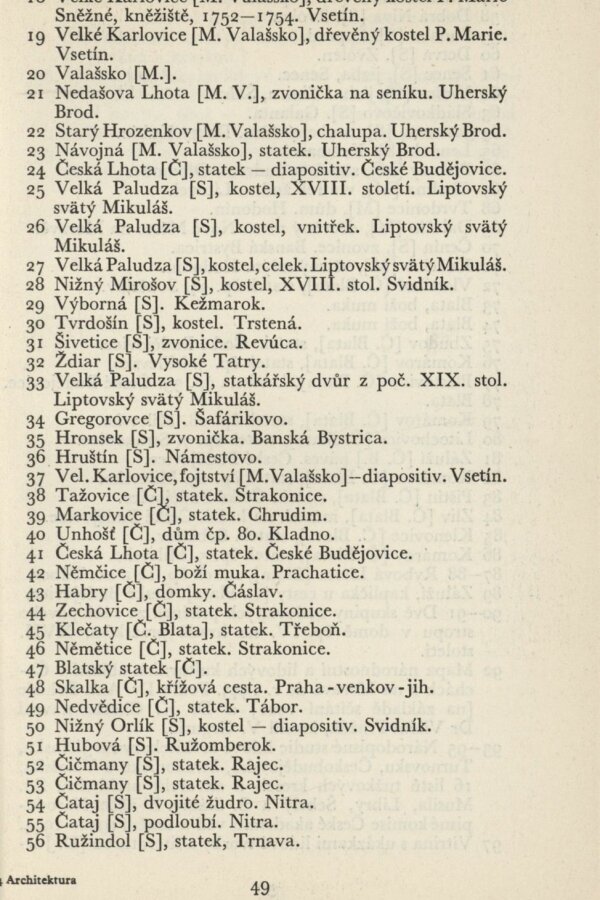 18 Velké Karlovice [M. Valašsko], dřevěný kostel P. Marie
Sněžné, kněžiště, 1752—1754. Vsetín.
19 Velké Karlovice [M. Valašsko], dřevěný kostel P. Marie.
Vsetín.
20 Valašsko [M.].
21 Nedašova Lhota [M. V.], zvonička na seníku. Uherský
Brod.
22 Starý Hrozenkov [M. Valašsko], chalupa. Uherský Brod.
23 Návojná [M. Valašsko], statek. Uherský Brod.
24 Česká Lhota [Č], statek — diapositiv. České Budějovice.
25 Velká Paludza [S], kostel, XVIII. století. Liptovský
svätý Mikuláš.
26 Velká Paludza [S], kostel, vnitřek. Liptovský svätý
Mikuláš.
27 Velká Paludza [S], kostel, celek. Liptovský svätý Mikuláš.
28 Nižný Mirošov [S], kostel, XVIII. stol. Svidník.
29 Výborná [S]. Kežmarok.
30 Tvrdošín [S], kostel. Trstená.
31 Šivetice [S], zvonice. Revúca.
32 Ždiar [S]. Vysoké Tatry.
33 Velká Paludza [S], statkářský dvůr z poč. XIX. stol.
Liptovský svätý Mikuláš.
34 Gregorovce [S]. Šafárikovo.
35 Hronsek [S], zvonička. Banská Bystrica.
36 Hruštín [S]. Námestovo.
37 Vel. Karlovice, fojtství [M. Valašsko]—diapositiv. Vsetín.
38 Tažovice [Č], statek. Strakonice.
39 Markovice [Č], statek. Chrudim.
40 Unhošť [Č], dům čp. 80. Kladno.
41 Česká Lhota [Č], statek. České Budějovice.
42 Němčice [Č], boží muka. Prachatice.
43 Habry [Č], domky. Čáslav.
44 Zechovice [Č], statek. Strakonice.
45 Klečaty [Č. Blata], statek. Třeboň.
46 Němětice [Č], statek. Strakonice.
47 Blatský statek [Č].
48 Skalka [Č], křížová cesta. Praha-venkov-jih.
49 Nedvědice [Č], statek. Tábor.
50 Nižný Orlík [S], kostel — diapositiv. Svidník.
51 Hubová [S]. Ružomberok.
52 Čičmany [S], statek. Rajec.
53 Čičmany [S], statek. Rajec.
54 Čataj [S], dvojité žudro. Nitra.
55 Čataj [S], podloubí. Nitra.
56 Ružindol [S], statek, Trnava.
4 Architektura
49